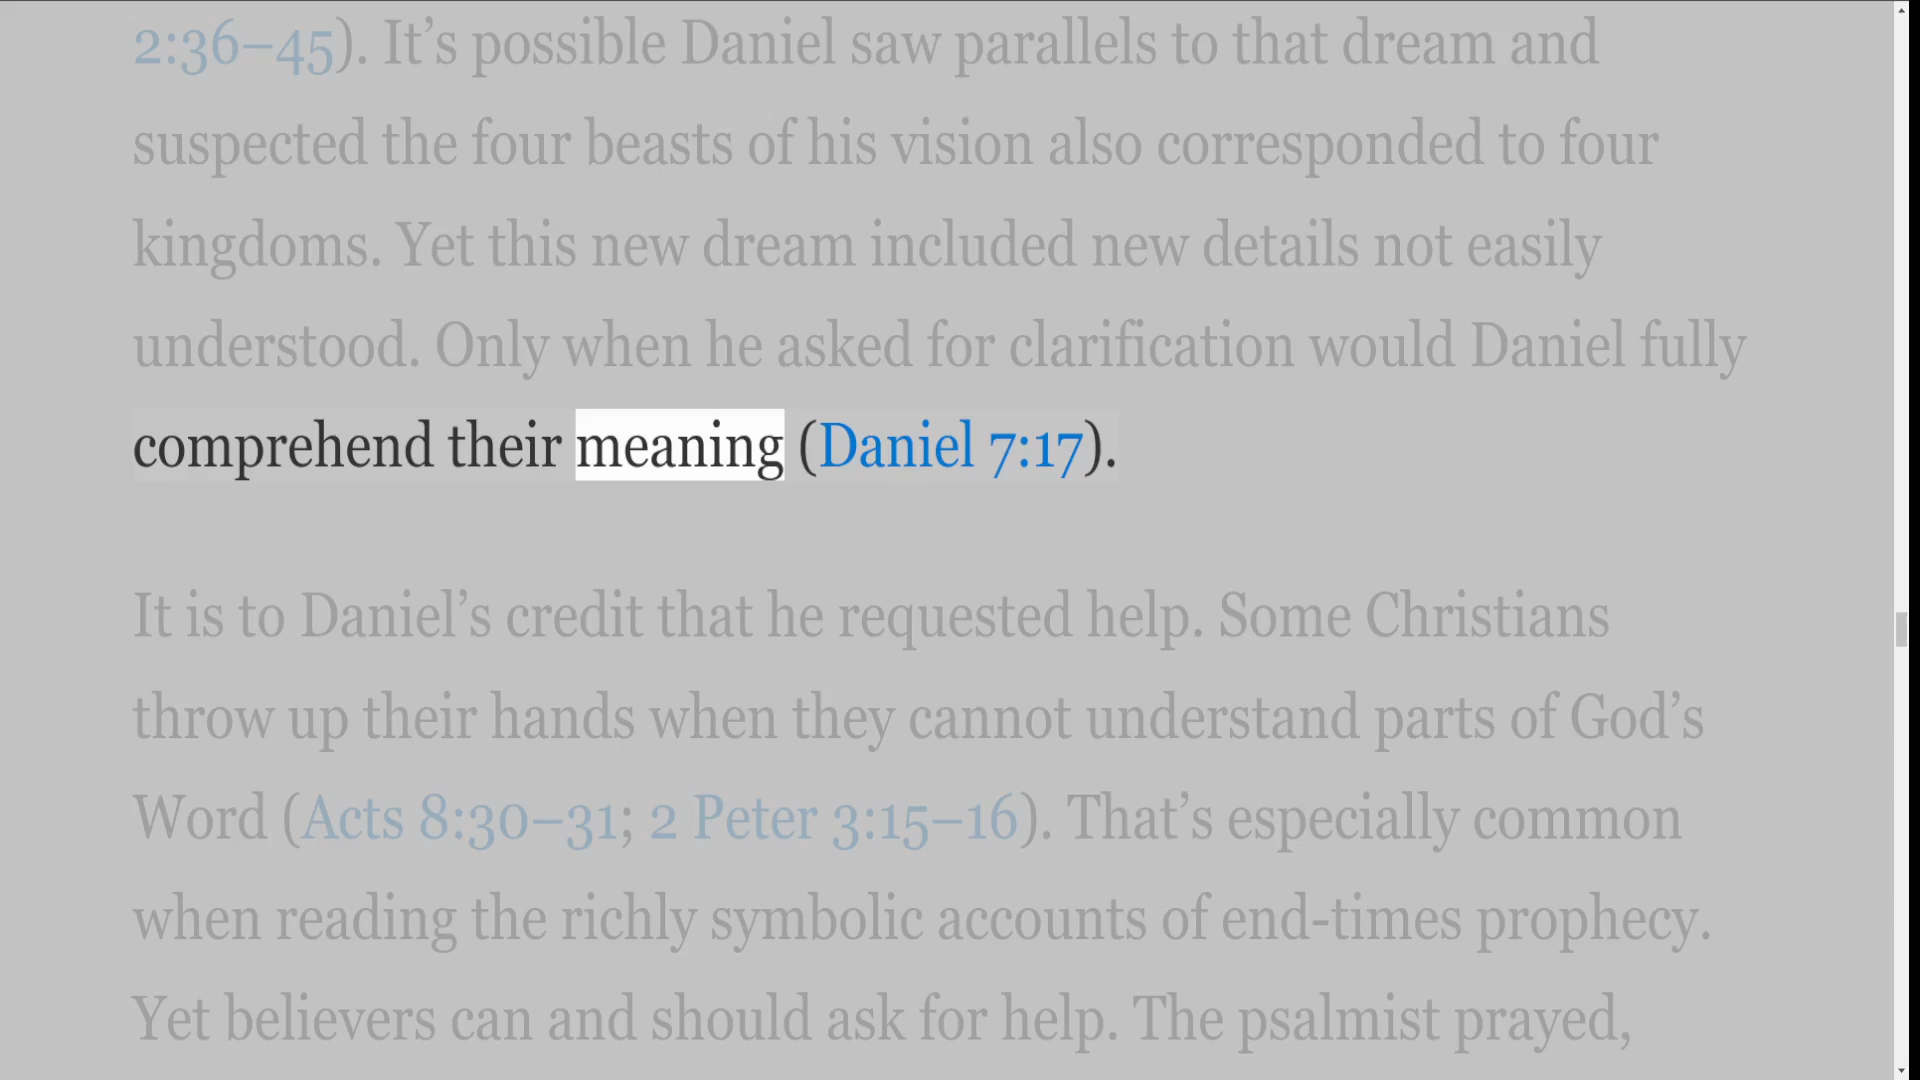 2:36–45). It’s possible Daniel saw parallels to that dream and
suspected the four beasts of his vision also corresponded to four
kingdoms. Yet this new dream included new details not easily
understood. Only when he asked for clarification would Daniel fully
comprehend their meaning (Daniel 7:17).
It is to Daniel’s credit that he requested help. Some Christians
throw up their hands when they cannot understand parts of God’s
Word (Acts 8:30–31; 2 Peter 3:15–16). That’s especially common
when reading the richly symbolic accounts of end-times prophecy.
Yet believers can and should ask for help. The psalmist prayed,